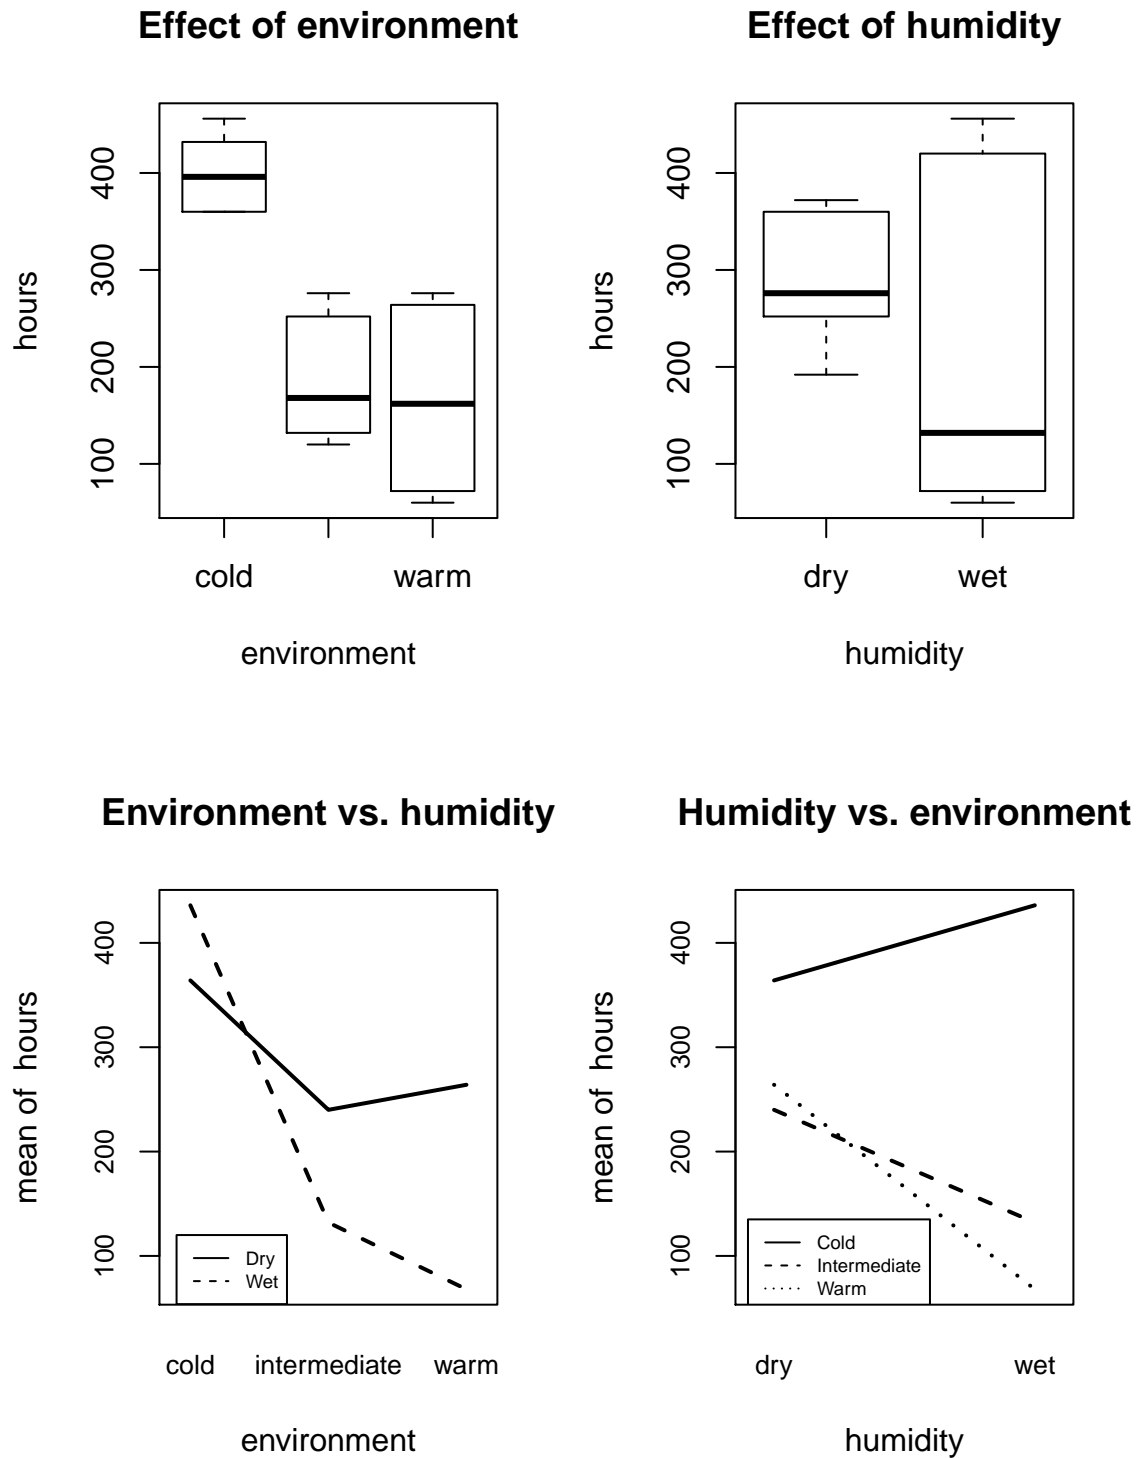 Effect of environment
hours
400
300
200
100
cold
warm
environment
Effect of humidity
hours
400
300
200
100
dry
wet
humidity
Environment vs. humidity
mean of  hours
400
300
200
100
Dry
Wet
cold
intermediate
warm
environment
Humidity vs. environment
mean of  hours
400
300
200
100
Cold
Intermediate
Warm
dry
wet
humidity